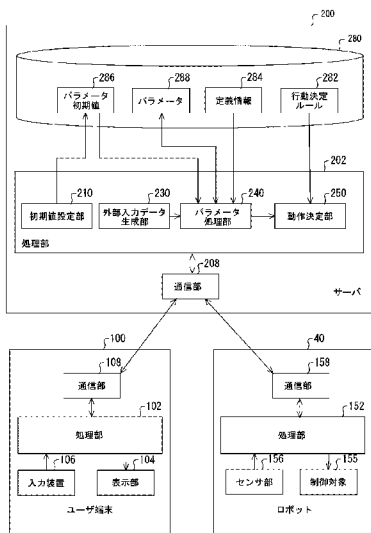 200
280
286
288
284
282
パラメータ
初期値
パラメータ
定義情報
行動決定
ルール
202
210
230
240
250
初期値設定部
外部入力データ
生成部
パラメータ
処理部
動作決定部
処理部
208
通信部
サーバ
100
40
108
158
通信部
通信部
102
152
処理部
処理部
106
104
156
155
入力装置
表示部
センサ部
制御対象
ユーザ端末
ロボット